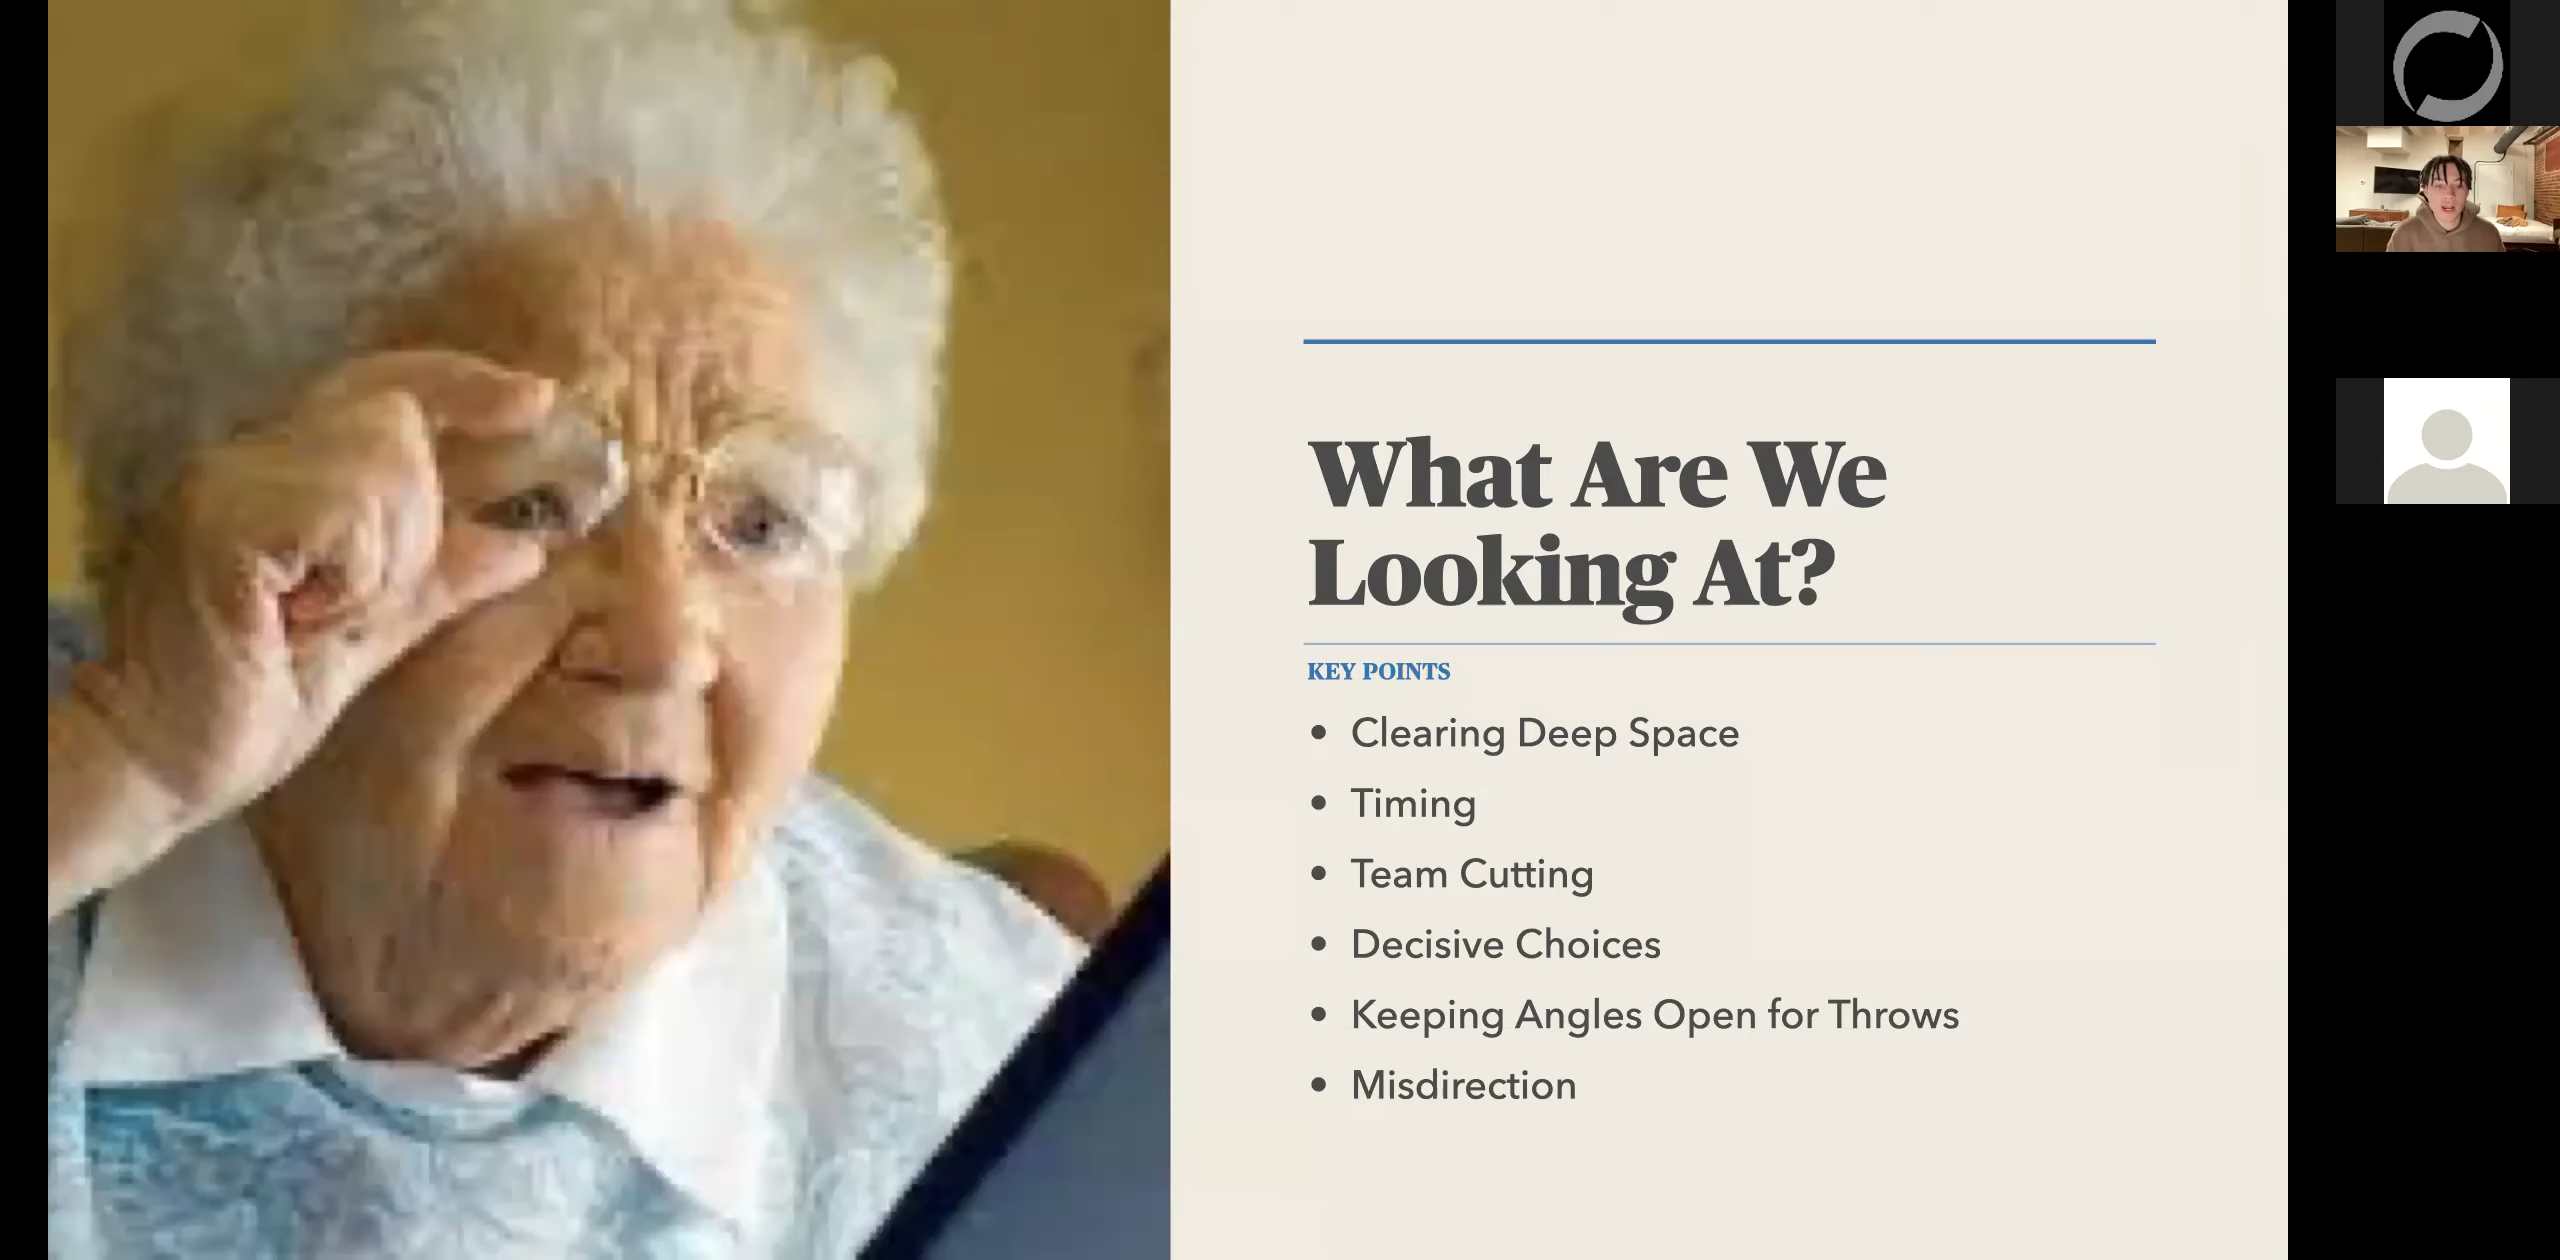 What Are We
Looking At?
KEY POINTS
• Clearing Deep Space
• Timing
• Team Cutting
• Decisive Choices
• Keeping Angles Open for Throws
• Misdirection